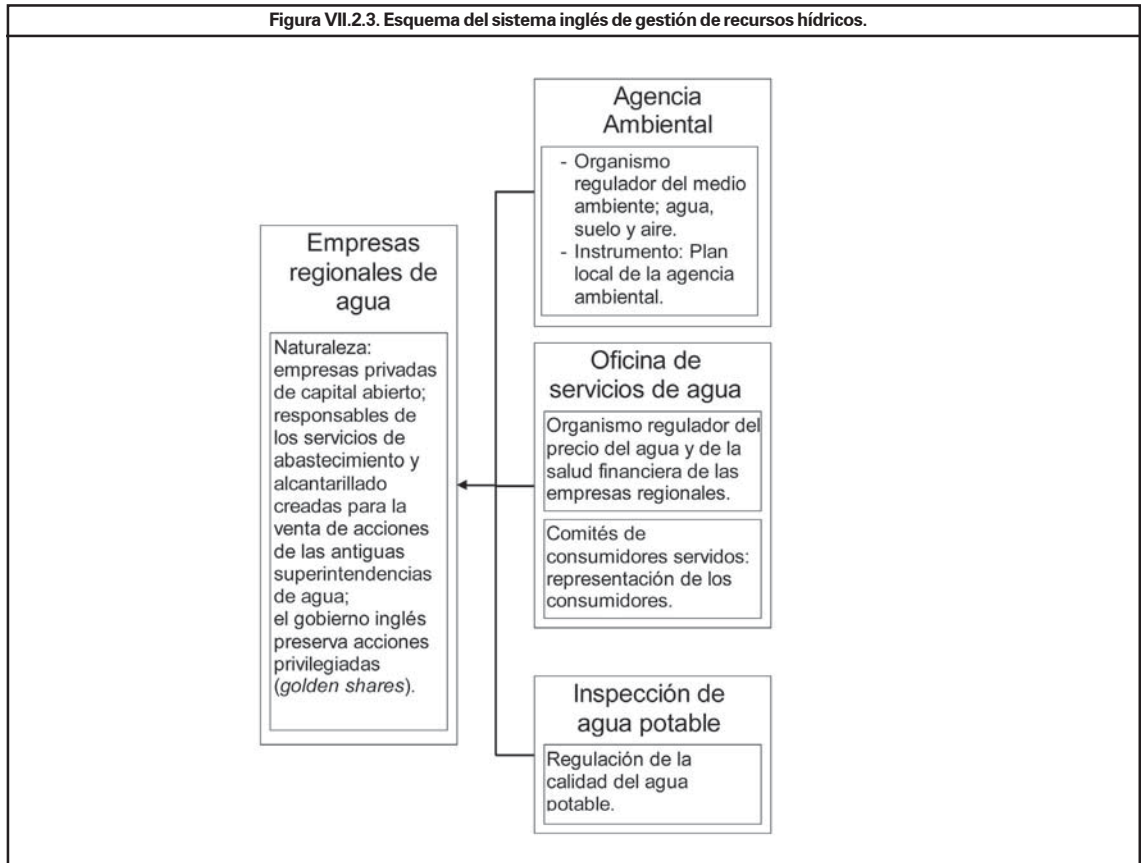 Figura VII.2.3. Esquema del sistema inglés de gestión de recursos hídricos.
Empresas
regionales de
agua
Naturaleza:
empresas privadas
de capital abierto;
responsables de
los servicios de
abastecimiento y
alcantarillado
creadas para la
venta de acciones
de las antiguas
superintendencias
de agua;
el gobierno inglés
preserva acciones
privilegiadas
(golden shares).
Agencia
Ambiental
- Organismo
regulador del medio
ambiente; agua,
suelo y aire.
- Instrumento: Plan
local de la agencia
ambiental.
Oficina de
servicios de agua
Organismo regulador del
precio del agua y de la
salud financiera de las
empresas regionales.
Comités de
consumidores servidos:
representación de los
consumidores.
Inspección de
agua potable
Regulación de la
calidad del agua
potable.